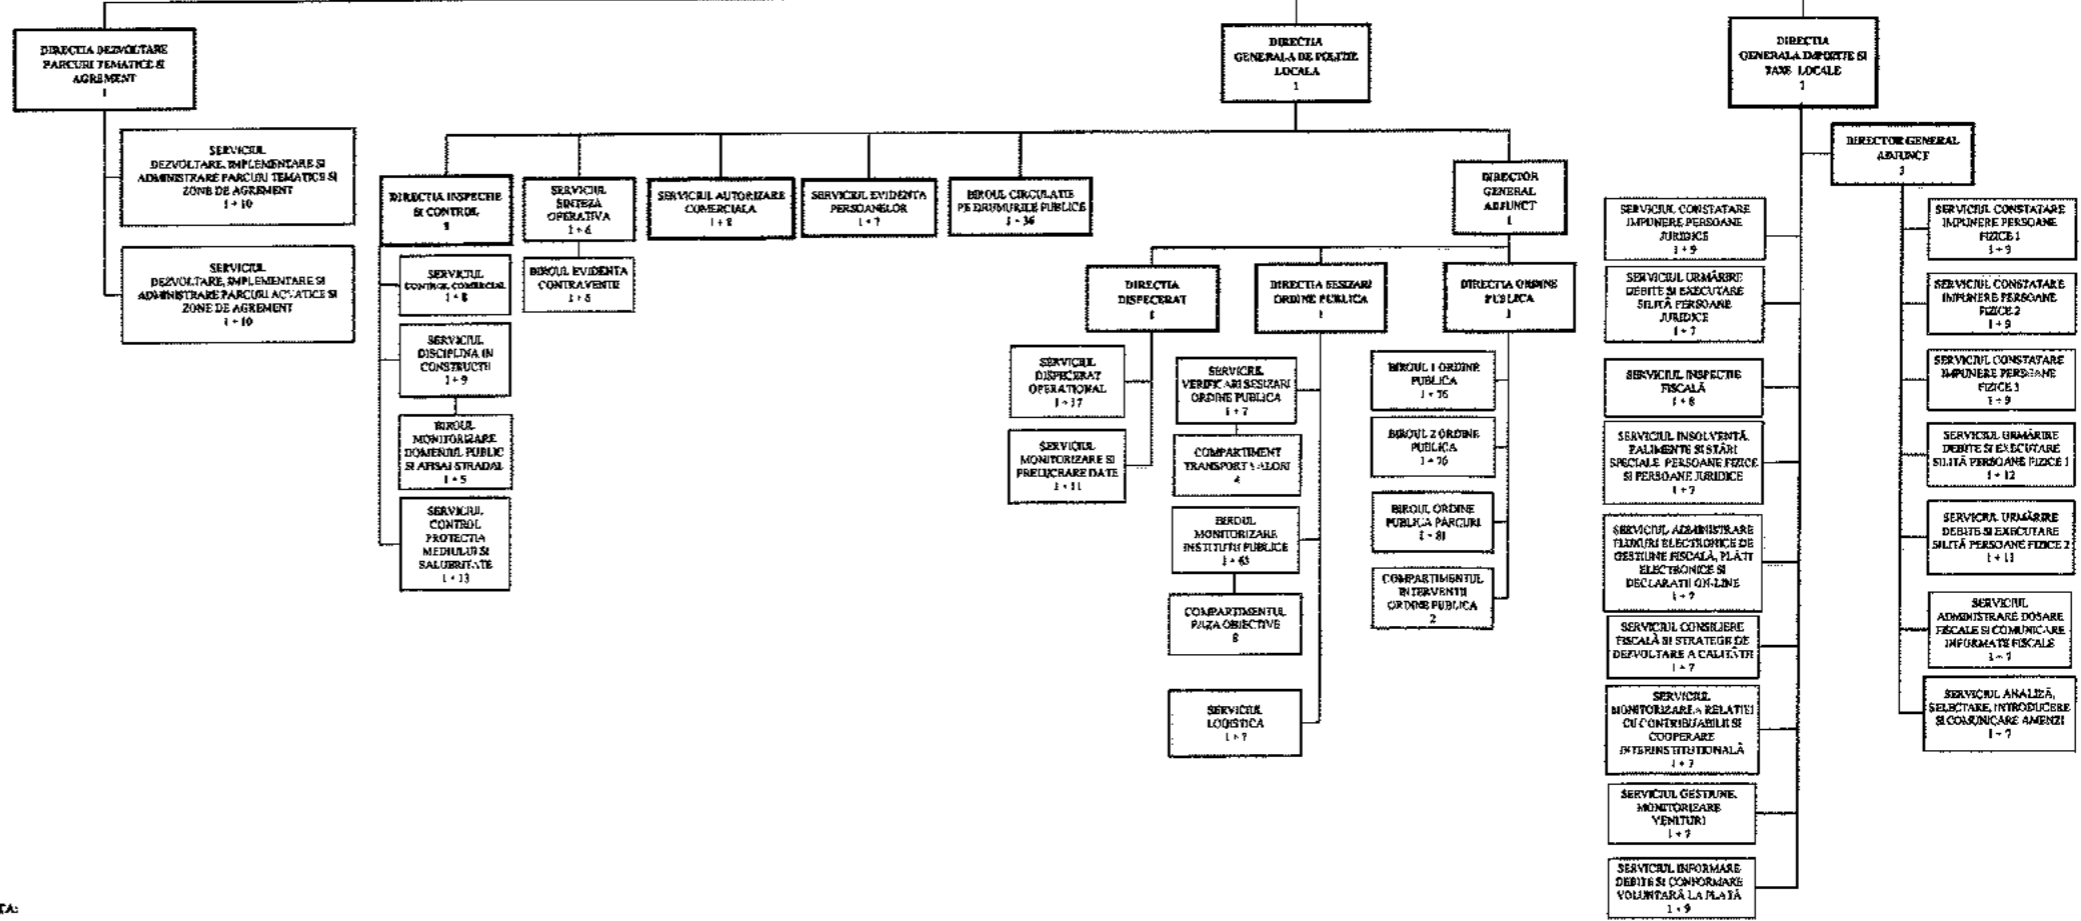 DIRECTIA DEZVOLTARE
PARCURI TEMATICE SI
AGREMENT
1
SERVICIUL
DEZVOLTARE, IMPLEMENTARE SI
ADMINISTRARE PARCURI TEMATICE SI
ZONE DE AGREMENT
1 + 10
SERVICIUL
DEZVOLTARE, IMPLEMENTARE SI
ADMINISTRARE PARCURI ACVATICE SI
ZONE DE AGREMENT
1 + 10
DIRECTIA
GENERALA DE POLITIE
LOCALA
1
DIRECTIA INSPECTIE
SI CONTROL
1
SERVICIUL
CONTROL COMERCIAL
1 + 8
SERVICIUL
DISCIPLINA IN
CONSTRUCTII
1 + 9
BIROUL
MONITORIZARE
DOMENIUL PUBLIC
SI AFISAJ STRADAL
1 + 5
SERVICIUL
CONTROL
PROTECTIA
MEDIULUI SI
SALUBRITATE
1 + 13
SERVICIUL
SINTEZA
OPERATIVA
1 + 6
BIROUL EVIDENTA
CONTRAVENTII
1 + 5
SERVICIUL AUTORIZARE
COMERCIALA
1 + 8
SERVICIUL EVIDENTA
PERSOANELOR
1 + 7
BIROUL CIRCULATIE
PE DRUMURILE PUBLICE
1 + 36
DIRECTOR
GENERAL
ADJUNCT
1
DIRECTIA
DISPECERAT
1
SERVICIUL
DISPECERAT
OPERATIONAL
1 + 17
SERVICIUL
MONITORIZARE SI
PRELUCRARE DATE
1 + 11
DIRECTIA SESIZARI
ORDINE PUBLICA
1
SERVICIUL
VERIFICARI SESIZARI
ORDINE PUBLICA
1 + 7
COMPARTIMENT
TRANSPORT VALORI
4
BIROUL
MONITORIZARE
INSTITUTII PUBLICE
1 + 63
COMPARTIMENTUL
PAZA OBIECTIVE
8
SERVICIUL
LOGISTICA
1 + 7
DIRECTIA ORDINE
PUBLICA
1
BIROUL 1 ORDINE
PUBLICA
1 + 76
BIROUL 2 ORDINE
PUBLICA
1 + 76
BIROUL ORDINE
PUBLICA PARCURI
1 + 81
COMPARTIMENTUL
INTERVENTII
ORDINE PUBLICA
2
DIRECTIA
GENERALA IMPOZITE SI
TAXE LOCALE
1
DIRECTOR GENERAL
ADJUNCT
1
SERVICIUL CONSTATARE
IMPUNERE PERSOANE
JURIDICE
1 + 9
SERVICIUL URMĂRIRE
DEBITE SI EXECUTARE
SILITĂ PERSOANE
JURIDICE
1 + 7
SERVICIUL INSPECTIE
FISCALĂ
1 + 8
SERVICIUL INSOLVENTĂ,
FALIMENTE SI STĂRI
SPECIALE PERSOANE FIZICE
SI PERSOANE JURIDICE
1 + 7
SERVICIUL ADMINISTRARE
FLUXURI ELECTRONICE DE
GESTIUNE FISCALĂ, PLĂTI
ELECTRONICE SI
DECLARATII ON-LINE
1 + 7
SERVICIUL CONSILIERE
FISCALĂ SI STRATEGII DE
DEZVOLTARE A CALITĂTII
1 + 7
SERVICIUL
MONITORIZAREA RELATIEI
CU CONTRIBUABILII SI
COOPERARE
INTERINSTITUTIONALĂ
1 + 7
SERVICIUL GESTIUNE,
MONITORIZARE
VENITURI
1 + 7
SERVICIUL INFORMARE
DEBITE SI CONFORMARE
VOLUNTARĂ LA PLATĂ
1 + 9
SERVICIUL CONSTATARE
IMPUNERE PERSOANE
FIZICE 1
1 + 9
SERVICIUL CONSTATARE
IMPUNERE PERSOANE
FIZICE 2
1 + 9
SERVICIUL CONSTATARE
IMPUNERE PERSOANE
FIZICE 3
1 + 9
SERVICIUL URMĂRIRE
DEBITE SI EXECUTARE
SILITĂ PERSOANE FIZICE 1
1 + 12
SERVICIUL URMĂRIRE
DEBITE SI EXECUTARE
SILITĂ PERSOANE FIZICE 2
1 + 11
SERVICIUL
ADMINISTRARE DOSARE
FISCALE SI COMUNICARE
INFORMATII FISCALE
1 + 7
SERVICIUL ANALIZĂ,
SELECTARE, INTRODUCERE
SI COMUNICARE AMENZI
1 + 7
TA: